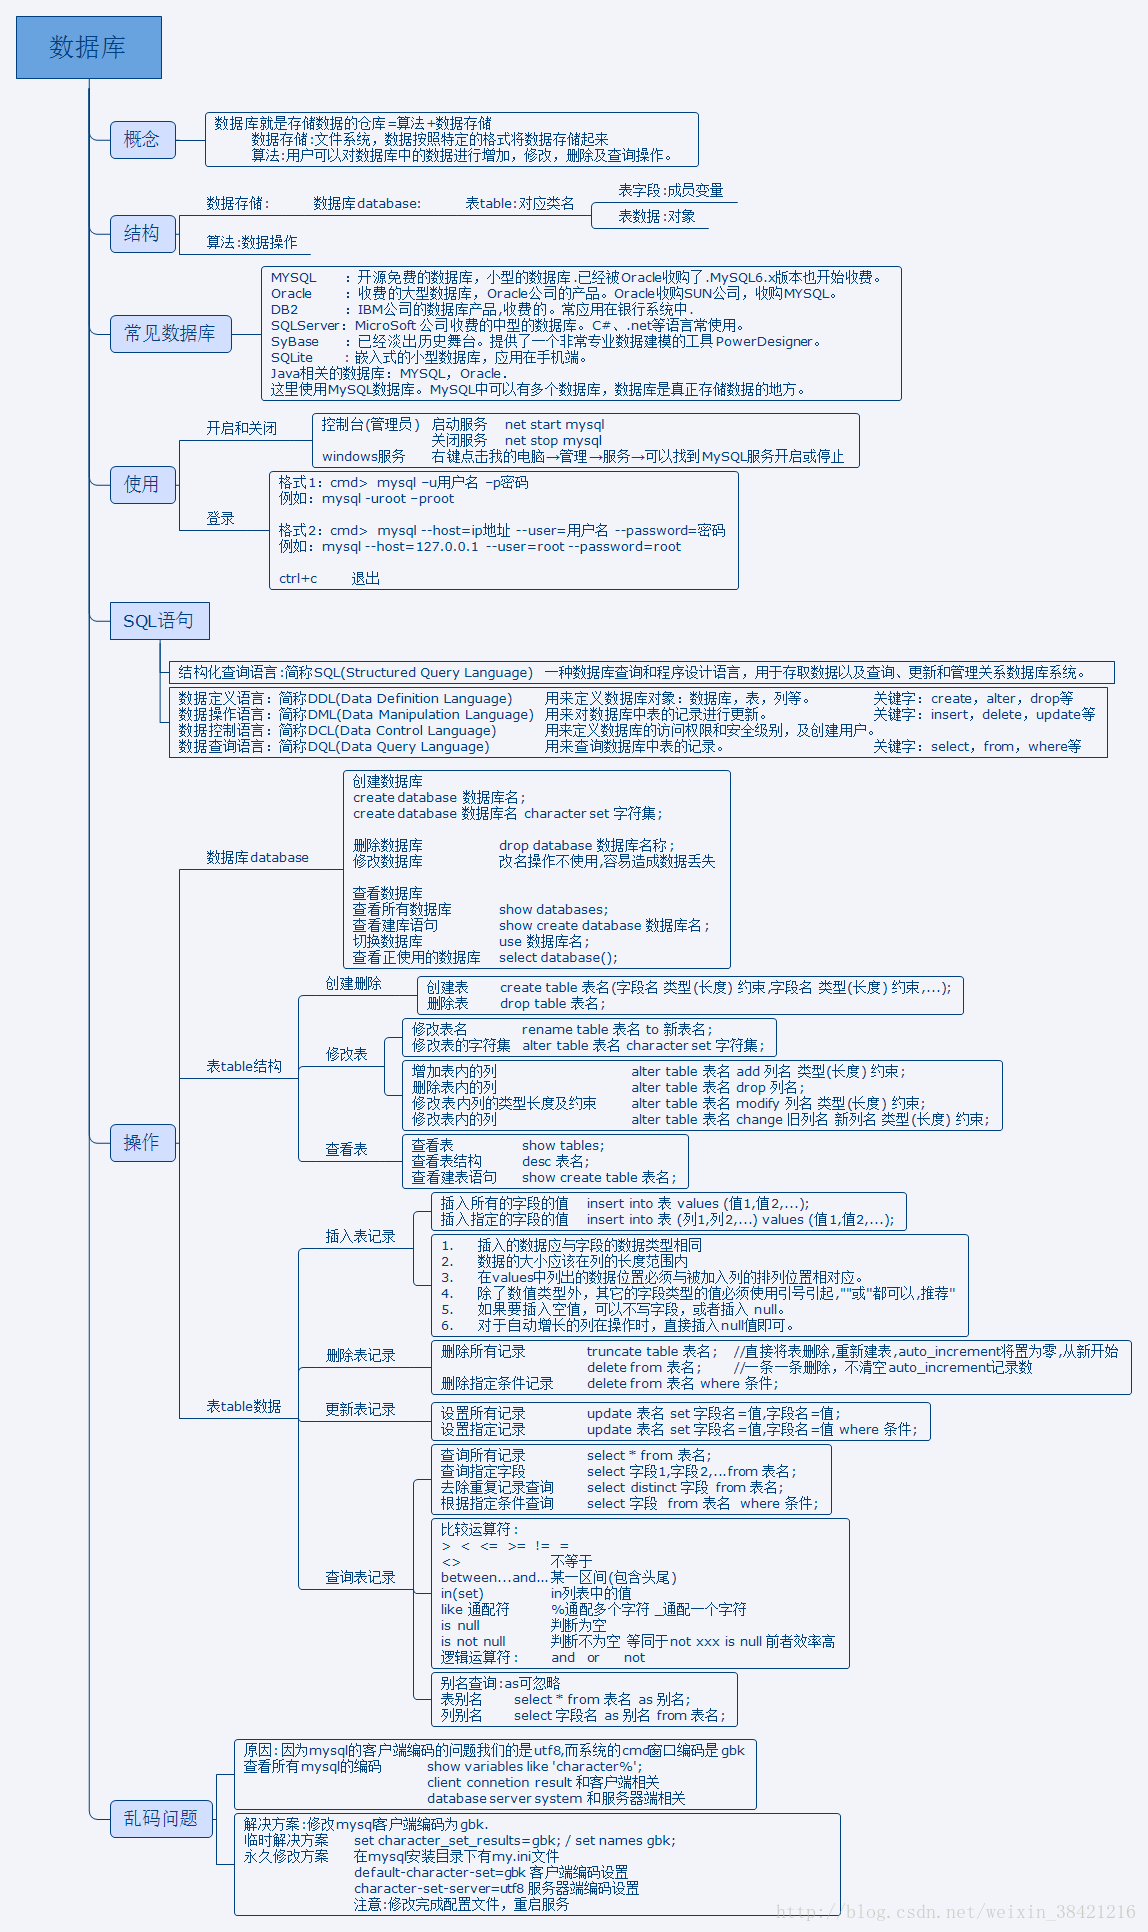 数据库
概念
数据库就是存储数据的仓库=算法+数据存储
数据存储:文件系统，数据按照特定的格式将数据存储起来
算法:用户可以对数据库中的数据进行增加，修改，删除及查询操作。
结构
数据存储: 数据库database: 表table:对应类名
表字段:成员变量
表数据:对象
算法:数据操作
常见数据库
MYSQL : 开源免费的数据库，小型的数据库.已经被Oracle收购了.MySQL6.x版本也开始收费。
Oracle : 收费的大型数据库，Oracle公司的产品。Oracle收购SUN公司，收购MYSQL。
DB2 : IBM公司的数据库产品,收费的。常应用在银行系统中.
SQLServer: MicroSoft 公司收费的中型的数据库。C#、.net等语言常使用。
SyBase : 已经淡出历史舞台。提供了一个非常专业数据建模的工具PowerDesigner。
SQLite : 嵌入式的小型数据库，应用在手机端。
Java相关的数据库：MYSQL，Oracle.
这里使用MySQL数据库。MySQL中可以有多个数据库，数据库是真正存储数据的地方。
使用
开启和关闭
控制台(管理员) 启动服务 net start mysql
关闭服务 net stop mysql
windows服务 右键点击我的电脑→管理→服务→可以找到MySQL服务开启或停止
登录
格式1：cmd> mysql –u用户名 –p密码
例如：mysql -uroot –proot
格式2：cmd> mysql --host=ip地址 --user=用户名 --password=密码
例如：mysql --host=127.0.0.1 --user=root --password=root
ctrl+c 退出
SQL语句
结构化查询语言:简称SQL(Structured Query Language) 一种数据库查询和程序设计语言，用于存取数据以及查询、更新和管理关系数据库系统。
数据定义语言：简称DDL(Data Definition Language) 用来定义数据库对象：数据库，表，列等。 关键字：create，alter，drop等
数据操作语言：简称DML(Data Manipulation Language) 用来对数据库中表的记录进行更新。 关键字：insert，delete，update等
数据控制语言：简称DCL(Data Control Language) 用来定义数据库的访问权限和安全级别，及创建用户。
数据查询语言：简称DQL(Data Query Language) 用来查询数据库中表的记录。 关键字：select，from，where等
操作
数据库database
创建数据库
create database 数据库名;
create database 数据库名 character set 字符集;
删除数据库 drop database 数据库名称;
修改数据库 改名操作不使用,容易造成数据丢失
查看数据库
查看所有数据库 show databases;
查看建库语句 show create database 数据库名;
切换数据库 use 数据库名;
查看正使用的数据库 select database();
表table结构
创建删除
创建表 create table 表名(字段名 类型(长度) 约束,字段名 类型(长度) 约束,...);
删除表 drop table 表名;
修改表
修改表名 rename table 表名 to 新表名;
修改表的字符集 alter table 表名 character set 字符集;
增加表内的列 alter table 表名 add 列名 类型(长度) 约束;
删除表内的列 alter table 表名 drop 列名;
修改表内列的类型长度及约束 alter table 表名 modify 列名 类型(长度) 约束;
修改表内的列 alter table 表名 change 旧列名 新列名 类型(长度) 约束;
查看表
查看表 show tables;
查看表结构 desc 表名;
查看建表语句 show create table 表名;
表table数据
插入表记录
插入所有的字段的值 insert into 表 values (值1,值2,...);
插入指定的字段的值 insert into 表 (列1,列2,...) values (值1,值2,...);
1. 插入的数据应与字段的数据类型相同
2. 数据的大小应该在列的长度范围内
3. 在values中列出的数据位置必须与被加入列的排列位置相对应。
4. 除了数值类型外，其它的字段类型的值必须使用引号引起,""或''都可以,推荐''
5. 如果要插入空值，可以不写字段，或者插入 null。
6. 对于自动增长的列在操作时，直接插入null值即可。
删除表记录
删除所有记录 truncate table 表名; //直接将表删除,重新建表,auto_increment将置为零,从新开始
delete from 表名; //一条一条删除，不清空auto_increment记录数
删除指定条件记录 delete from 表名 where 条件;
更新表记录
设置所有记录 update 表名 set 字段名=值,字段名=值;
设置指定记录 update 表名 set 字段名=值,字段名=值 where 条件;
查询表记录
查询所有记录 select * from 表名;
查询指定字段 select 字段1,字段2,...from 表名;
去除重复记录查询 select distinct 字段 from 表名;
根据指定条件查询 select 字段 from 表名 where 条件;
比较运算符:
> < <= >= != =
<> 不等于
between...and...某一区间(包含头尾)
in(set) in列表中的值
like 通配符 %通配多个字符 _通配一个字符
is null 判断为空
is not null 判断不为空 等同于not xxx is null 前者效率高
逻辑运算符: and or not
别名查询:as可忽略
表别名 select * from 表名 as 别名;
列别名 select 字段名 as 别名 from 表名;
乱码问题
原因:因为mysql的客户端编码的问题我们的是utf8,而系统的cmd窗口编码是gbk
查看所有mysql的编码 show variables like 'character%';
client connetion result 和客户端相关
database server system 和服务器端相关
解决方案:修改mysql客户端编码为gbk.
临时解决方案 set character_set_results=gbk; / set names gbk;
永久修改方案 在mysql安装目录下有my.ini文件
default-character-set=gbk 客户端编码设置
character-set-server=utf8 服务器端编码设置
注意:修改完成配置文件，重启服务
http://blog.csdn.net/weixin_38421216